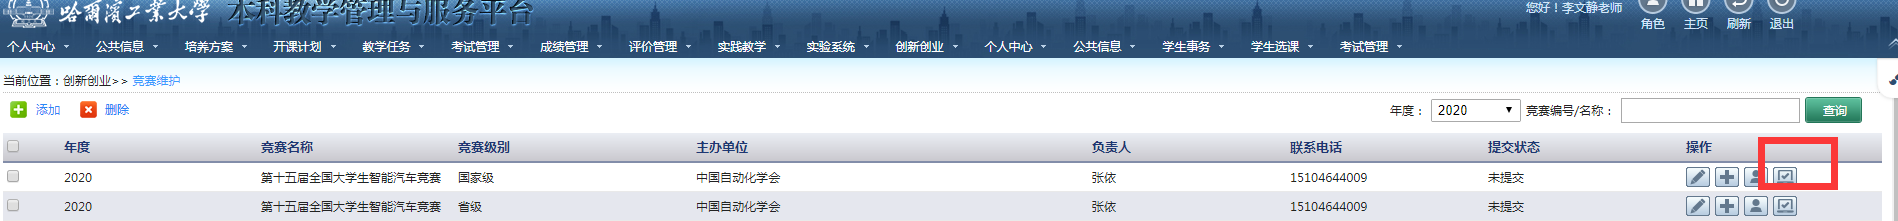 哈爾濱工業大學 本科教学管理与服务平台
您好！李文静老师
角色 主页 刷新 退出
个人中心 公共信息 培养方案 开课计划 教学任务 考试管理 成绩管理 评价管理 实践教学 实验系统 创新创业 个人中心 公共信息 学生事务 学生选课 考试管理
当前位置：创新创业>> 竞赛维护
添加 删除 年度： 2020 竞赛编号/名称： 查询
年度 竞赛名称 竞赛级别 主办单位 负责人 联系电话 提交状态 操作
2020 第十五届全国大学生智能汽车竞赛 国家级 中国自动化学会 张依 15104644009 未提交
2020 第十五届全国大学生智能汽车竞赛 省级 中国自动化学会 张依 15104644009 未提交